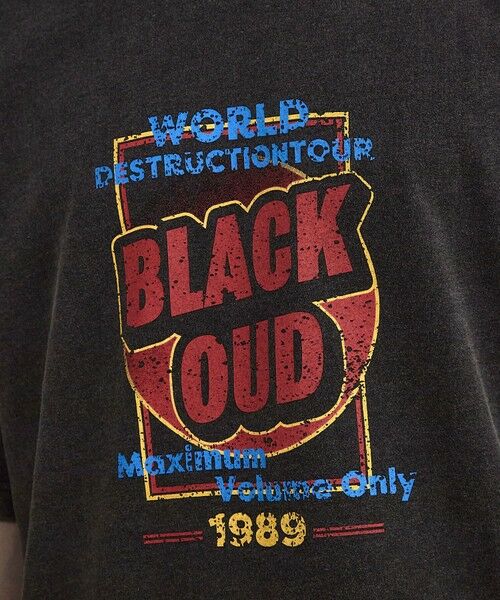 WORLD
DESTRUCTIONTOUR
BLACK
OUD
Maximum
Volume Only
1989